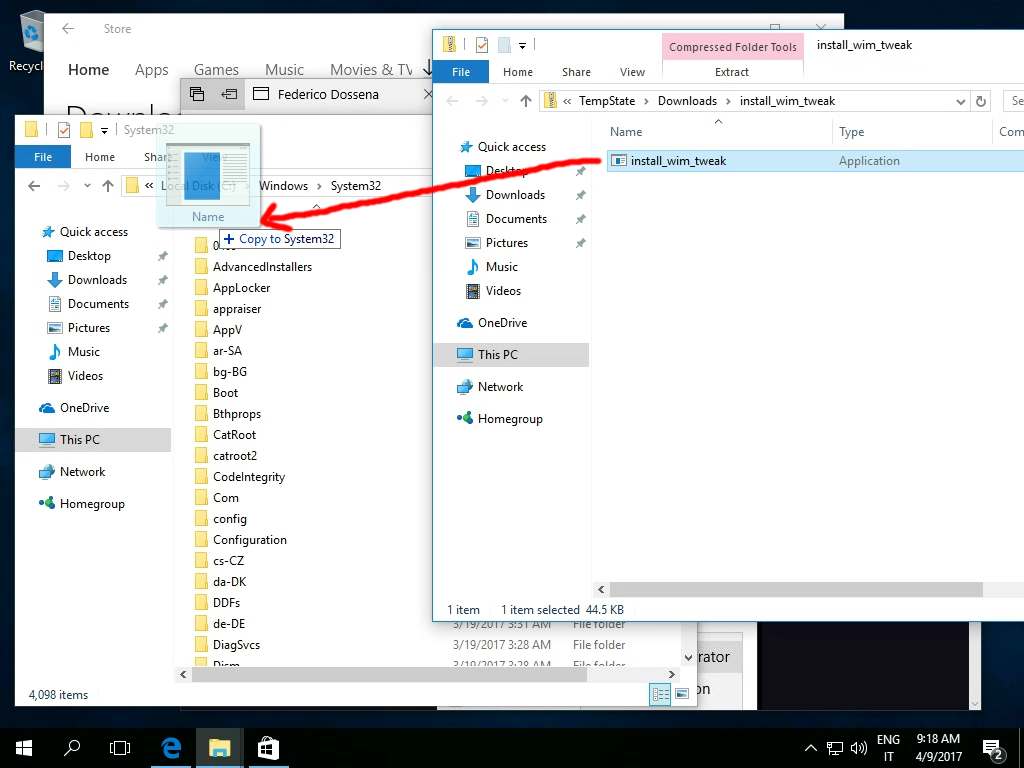 Recycl
Store
Home Apps Games Music Movies & TV
Federico Dossena
System32
File Home Share View
« Local Disk (C:) > Windows > System32
Name
+ Copy to System32
Quick access
Desktop
Downloads
Documents
Pictures
Music
Videos
OneDrive
This PC
Network
Homegroup
AdvancedInstallers
AppLocker
appraiser
AppV
ar-SA
bg-BG
Boot
Bthprops
CatRoot
catroot2
CodeIntegrity
Com
config
Configuration
cs-CZ
da-DK
DDFs
de-DE 3/19/2017 3:31 AM File folder
DiagSvcs 3/19/2017 3:28 AM File folder
Dism 3/19/2017 3:28 AM File folder
4,098 items
Compressed Folder Tools install_wim_tweak
File Home Share View Extract
« TempState > Downloads > install_wim_tweak
Se
Name Type Com
install_wim_tweak Application
Quick access
Desktop
Downloads
Documents
Pictures
Music
Videos
OneDrive
This PC
Network
Homegroup
1 item 1 item selected 44.5 KB
rator
on
ENG
IT
9:18 AM
4/9/2017
2